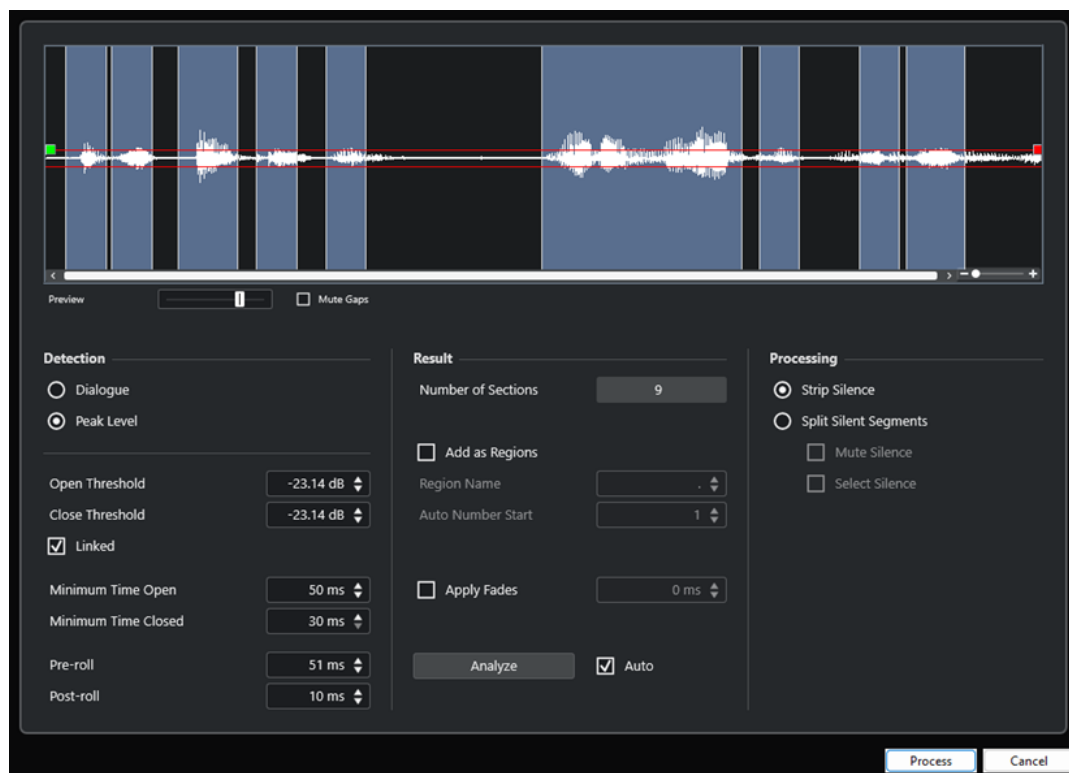 Preview
Mute Gaps
Detection
Dialogue
Peak Level
Open Threshold -23.14 dB
Close Threshold -23.14 dB
Linked
Minimum Time Open 50 ms
Minimum Time Closed 30 ms
Pre-roll 51 ms
Post-roll 10 ms
Result
Number of Sections 9
Add as Regions
Region Name .
Auto Number Start 1
Apply Fades 0 ms
Analyze Auto
Processing
Strip Silence
Split Silent Segments
Mute Silence
Select Silence
Process Cancel